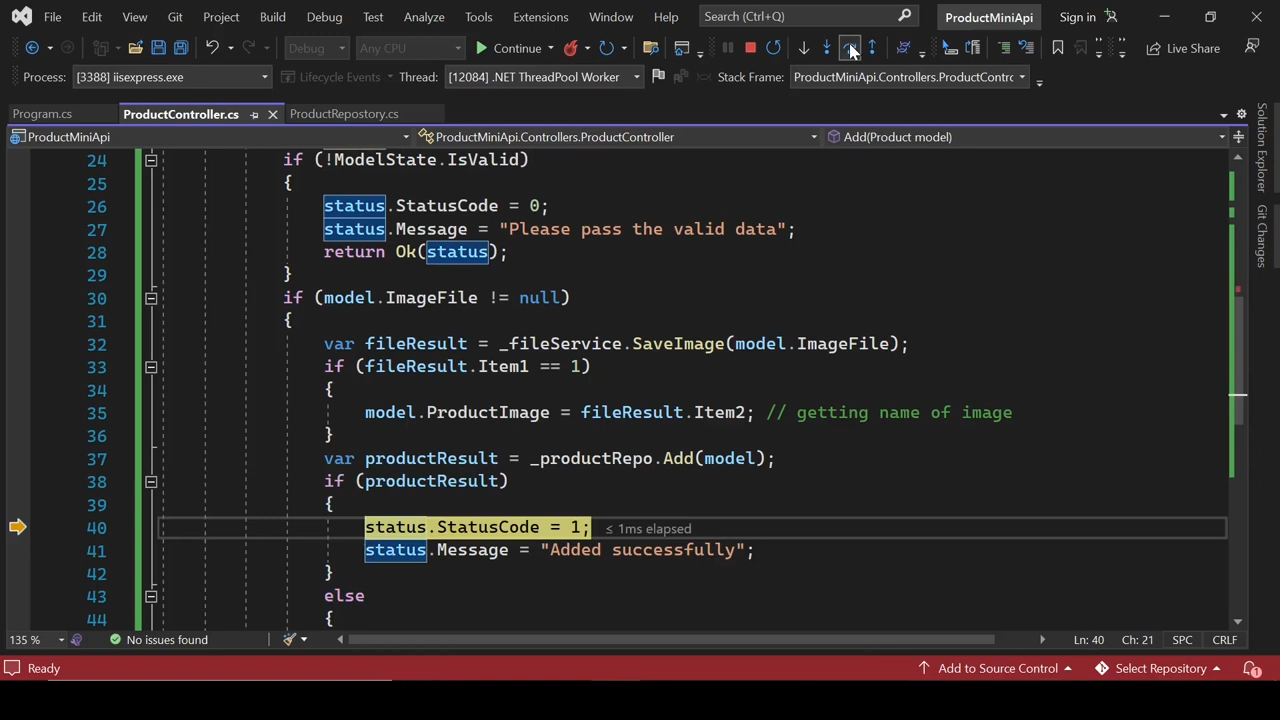 File Edit View Git Project Build Debug Test Analyze Tools Extensions Window Help Search (Ctrl+Q) ProductMiniApi Sign in
Debug Any CPU Continue Live Share
Process: [3388] iisexpress.exe Lifecycle Events Thread: [12084] .NET ThreadPool Worker Stack Frame: ProductMiniApi.Controllers.ProductContro
Program.cs ProductController.cs ProductRepostory.cs
ProductMiniApi ProductMiniApi.Controllers.ProductController Add(Product model)
24 if (!ModelState.IsValid)
25 {
26 status.StatusCode = 0;
27 status.Message = "Please pass the valid data";
28 return Ok(status);
29 }
30 if (model.ImageFile != null)
31 {
32 var fileResult = _fileService.SaveImage(model.ImageFile);
33 if (fileResult.Item1 == 1)
34 {
35 model.ProductImage = fileResult.Item2; // getting name of image
36 }
37 var productResult = _productRepo.Add(model);
38 if (productResult)
39 {
40 status.StatusCode = 1; ≤ 1ms elapsed
41 status.Message = "Added successfully";
42 }
43 else
44 {
Solution Explorer
Git Changes
135 % No issues found Ln: 40 Ch: 21 SPC CRLF
Ready Add to Source Control Select Repository 1